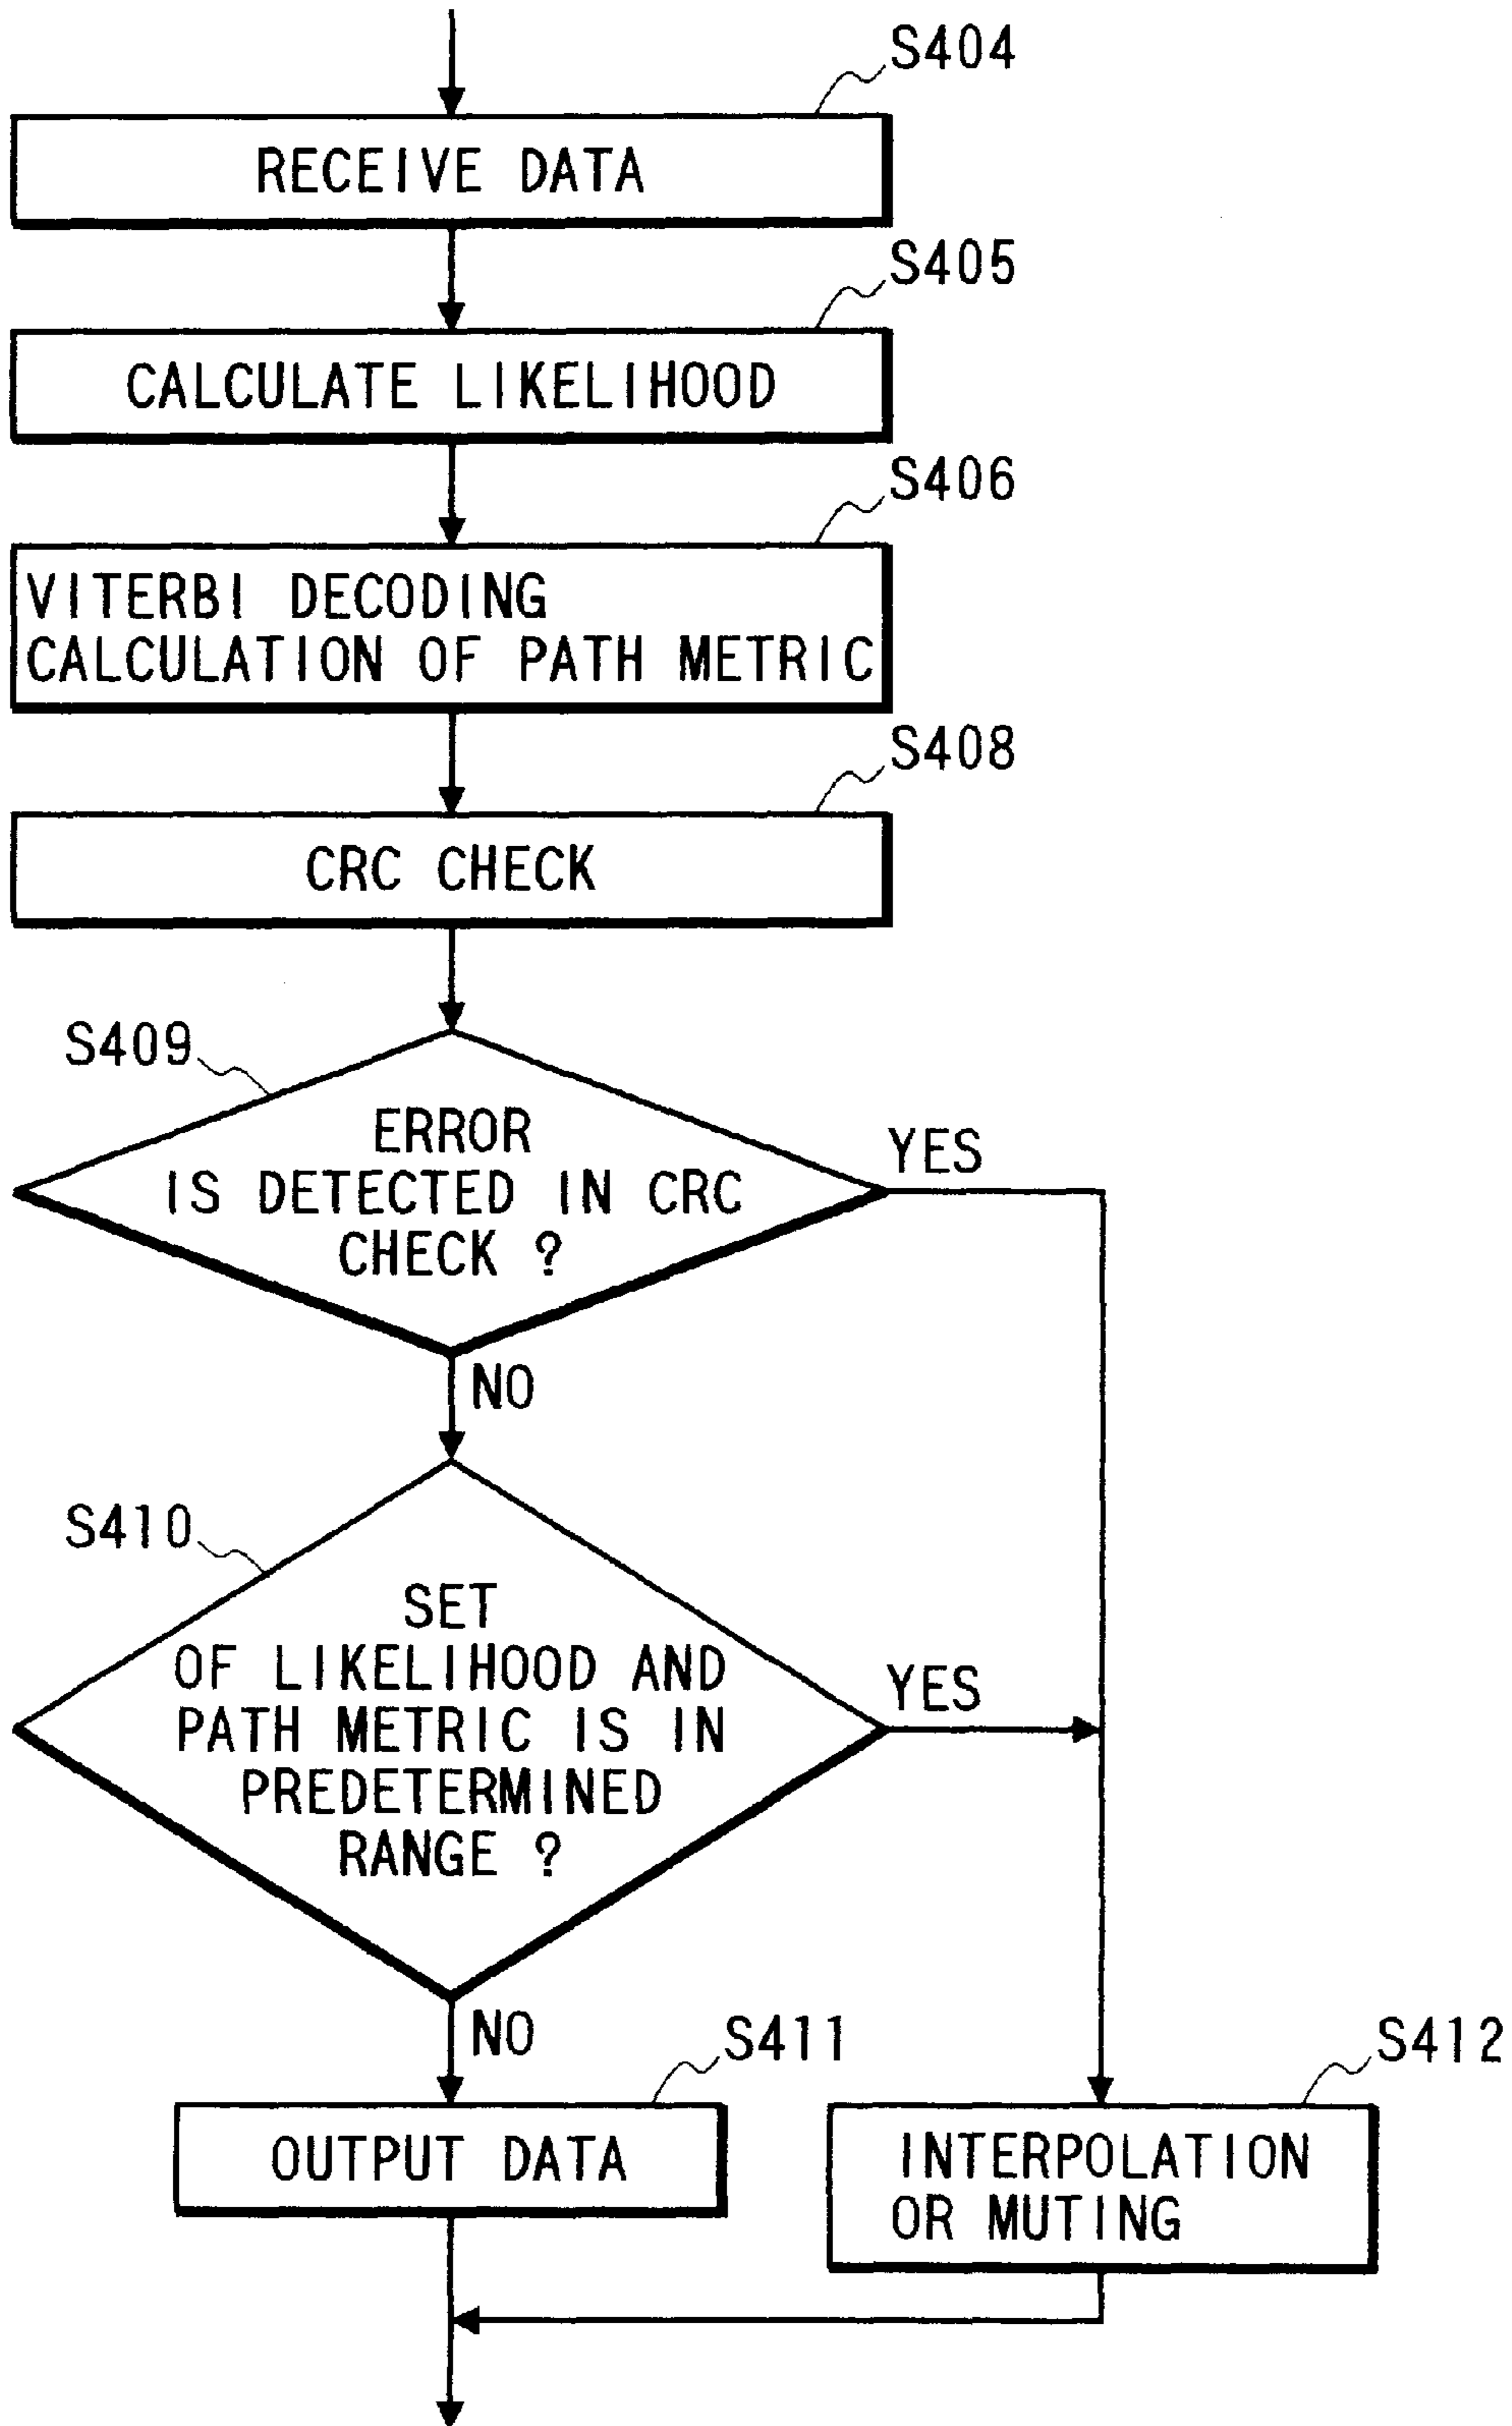 S404
RECEIVE DATA
S405
CALCULATE LIKELIHOOD
S406
VITERBI DECODING
CALCULATION OF PATH METRIC
S408
CRC CHECK
S409
ERROR
IS DETECTED IN CRC
CHECK ?
YES
NO
S410
SET
OF LIKELIHOOD AND
PATH METRIC IS IN
PREDETERMINED
RANGE ?
YES
NO
S411
OUTPUT DATA
S412
INTERPOLATION
OR MUTING